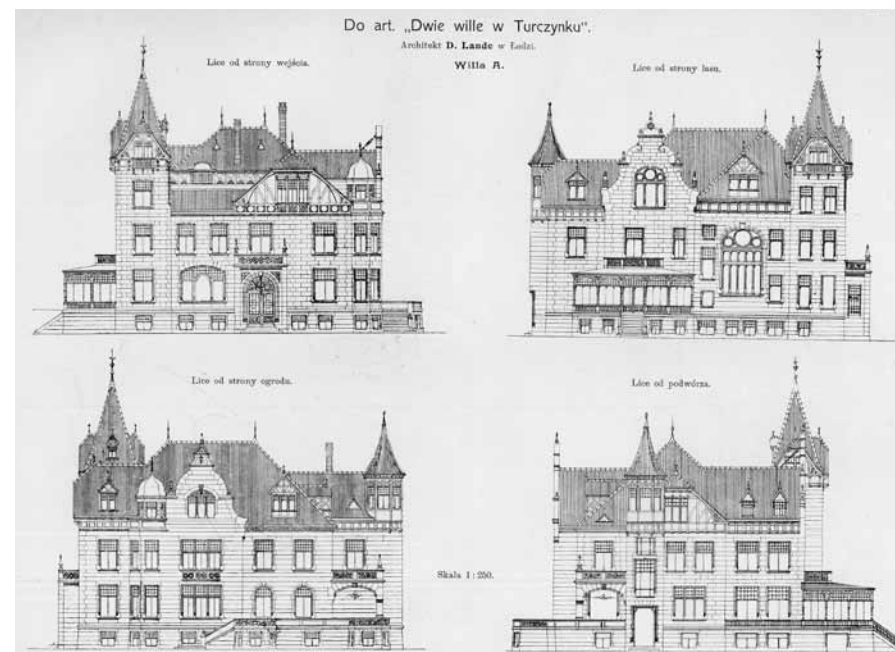 Do art. „Dwie wille w Turczynku".
Architekt D. Lande w Łodzi.
Willa A.
Lice od strony wejścia.
Lice od strony lasu.
Lice od strony ogrodu.
Lice od podwórza.
Skala 1 : 250.